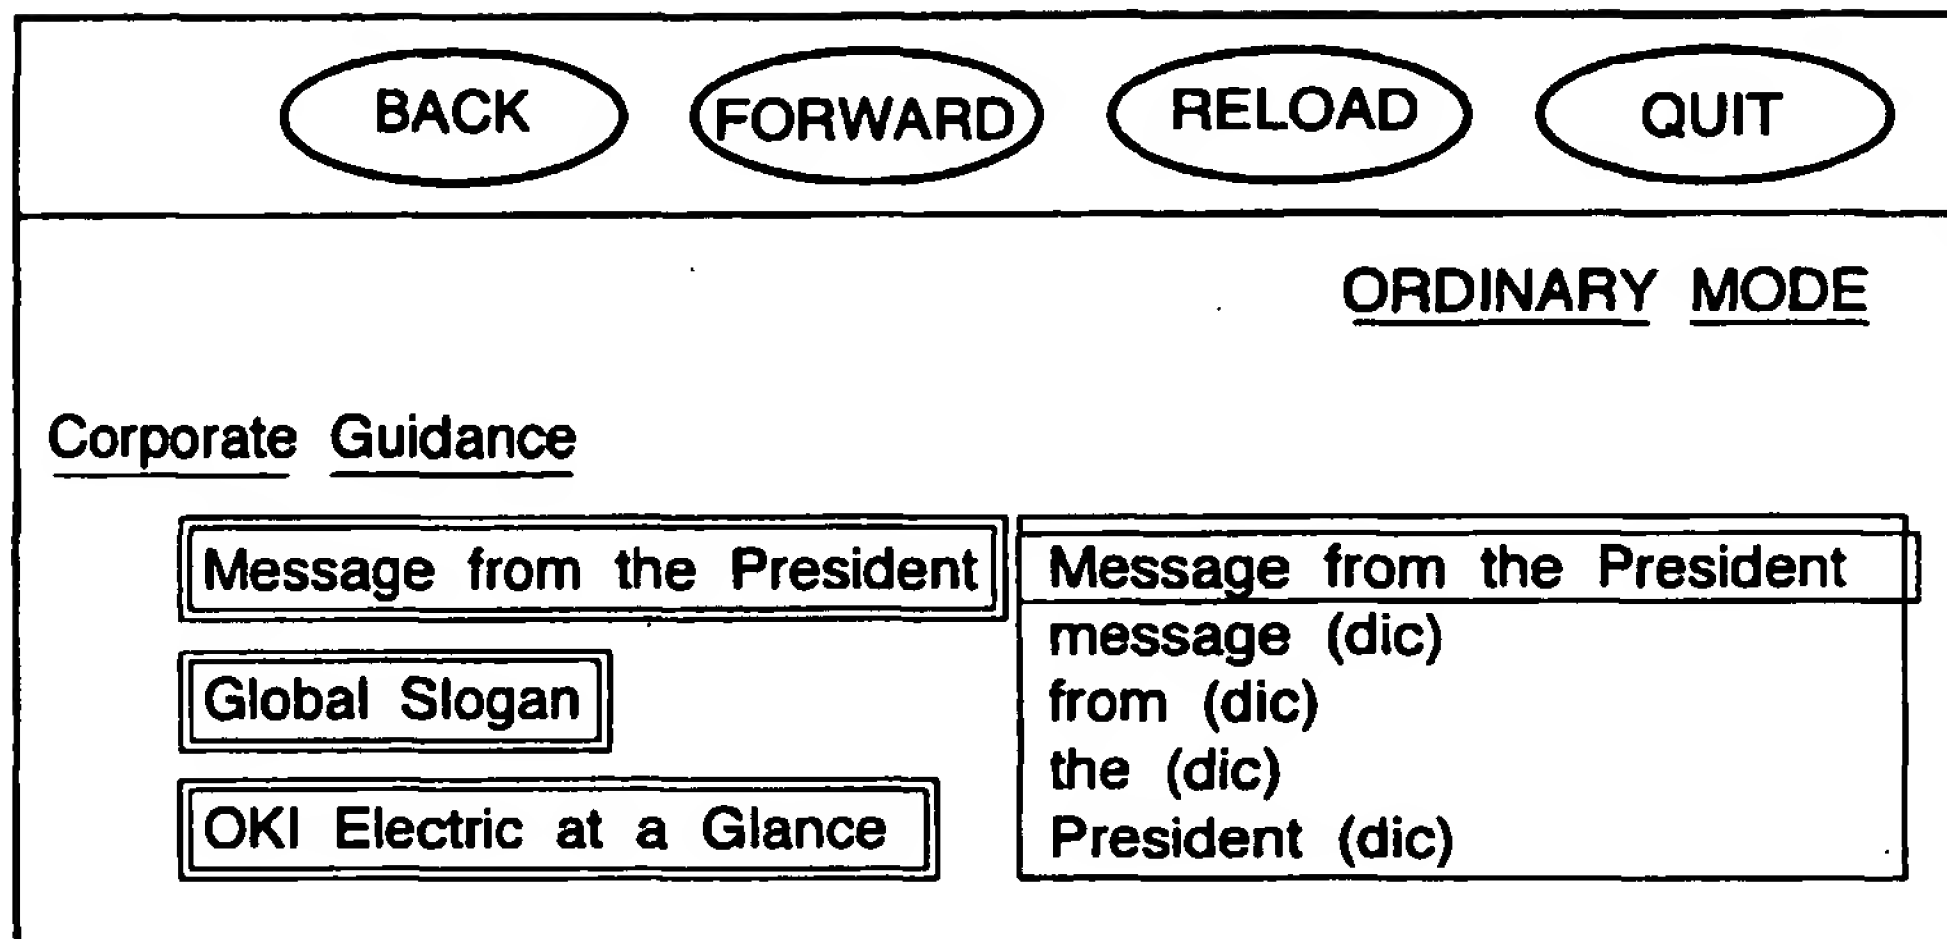 BACK FORWARD RELOAD QUIT
ORDINARY MODE
Corporate Guidance
Message from the President
Global Slogan
OKI Electric at a Glance
Message from the President
message (dic)
from (dic)
the (dic)
President (dic)